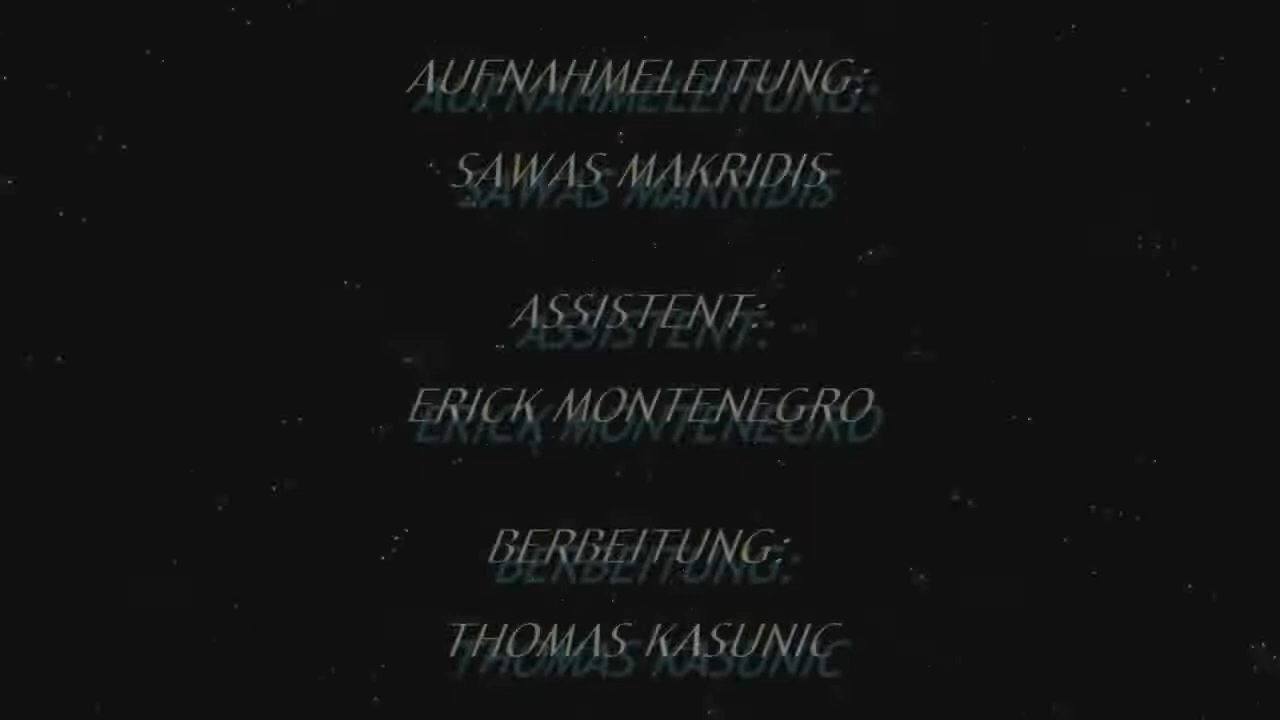 AUFNAHMELEITUNG:
SAWAS MAKRIDIS
ASSISTENT:
ERICK MONTENEGRO
BERBEITUNG:
THOMAS KASUNIC